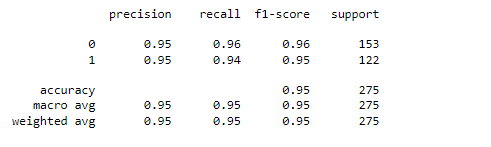 precision recall f1-score support
0 0.95 0.96 0.96 153
1 0.95 0.94 0.95 122
accuracy 0.95 275
macro avg 0.95 0.95 0.95 275
weighted avg 0.95 0.95 0.95 275